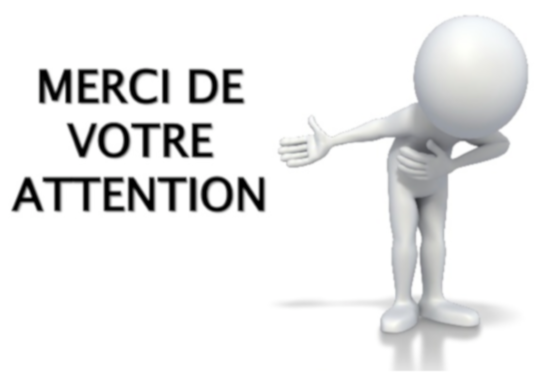 MERCI DE
VOTRE
ATTENTION